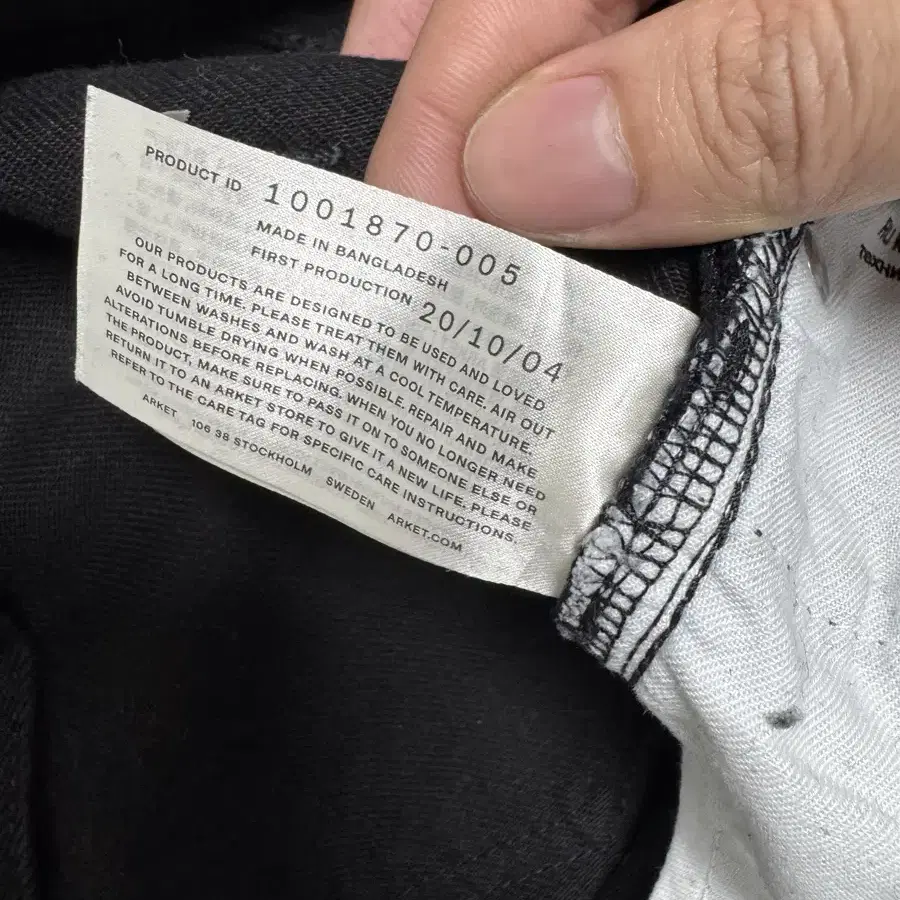 PRODUCT ID 1001870-005
MADE IN BANGLADESH
FIRST PRODUCTION 20/10/04
OUR PRODUCTS ARE DESIGNED TO BE USED AND LOVED
FOR A LONG TIME. PLEASE TREAT THEM WITH CARE. AIR OUT
BETWEEN WASHES AND WASH AT A COOL TEMPERATURE.
AVOID TUMBLE DRYING WHEN POSSIBLE. REPAIR AND MAKE
ALTERATIONS BEFORE REPLACING. WHEN YOU NO LONGER NEED
THE PRODUCT, MAKE SURE TO PASS IT ON TO SOMEONE ELSE OR
RETURN IT TO AN ARKET STORE TO GIVE IT A NEW LIFE. PLEASE
REFER TO THE CARE TAG FOR SPECIFIC CARE INSTRUCTIONS.
ARKET 106 38 STOCKHOLM SWEDEN ARKET.COM
RU